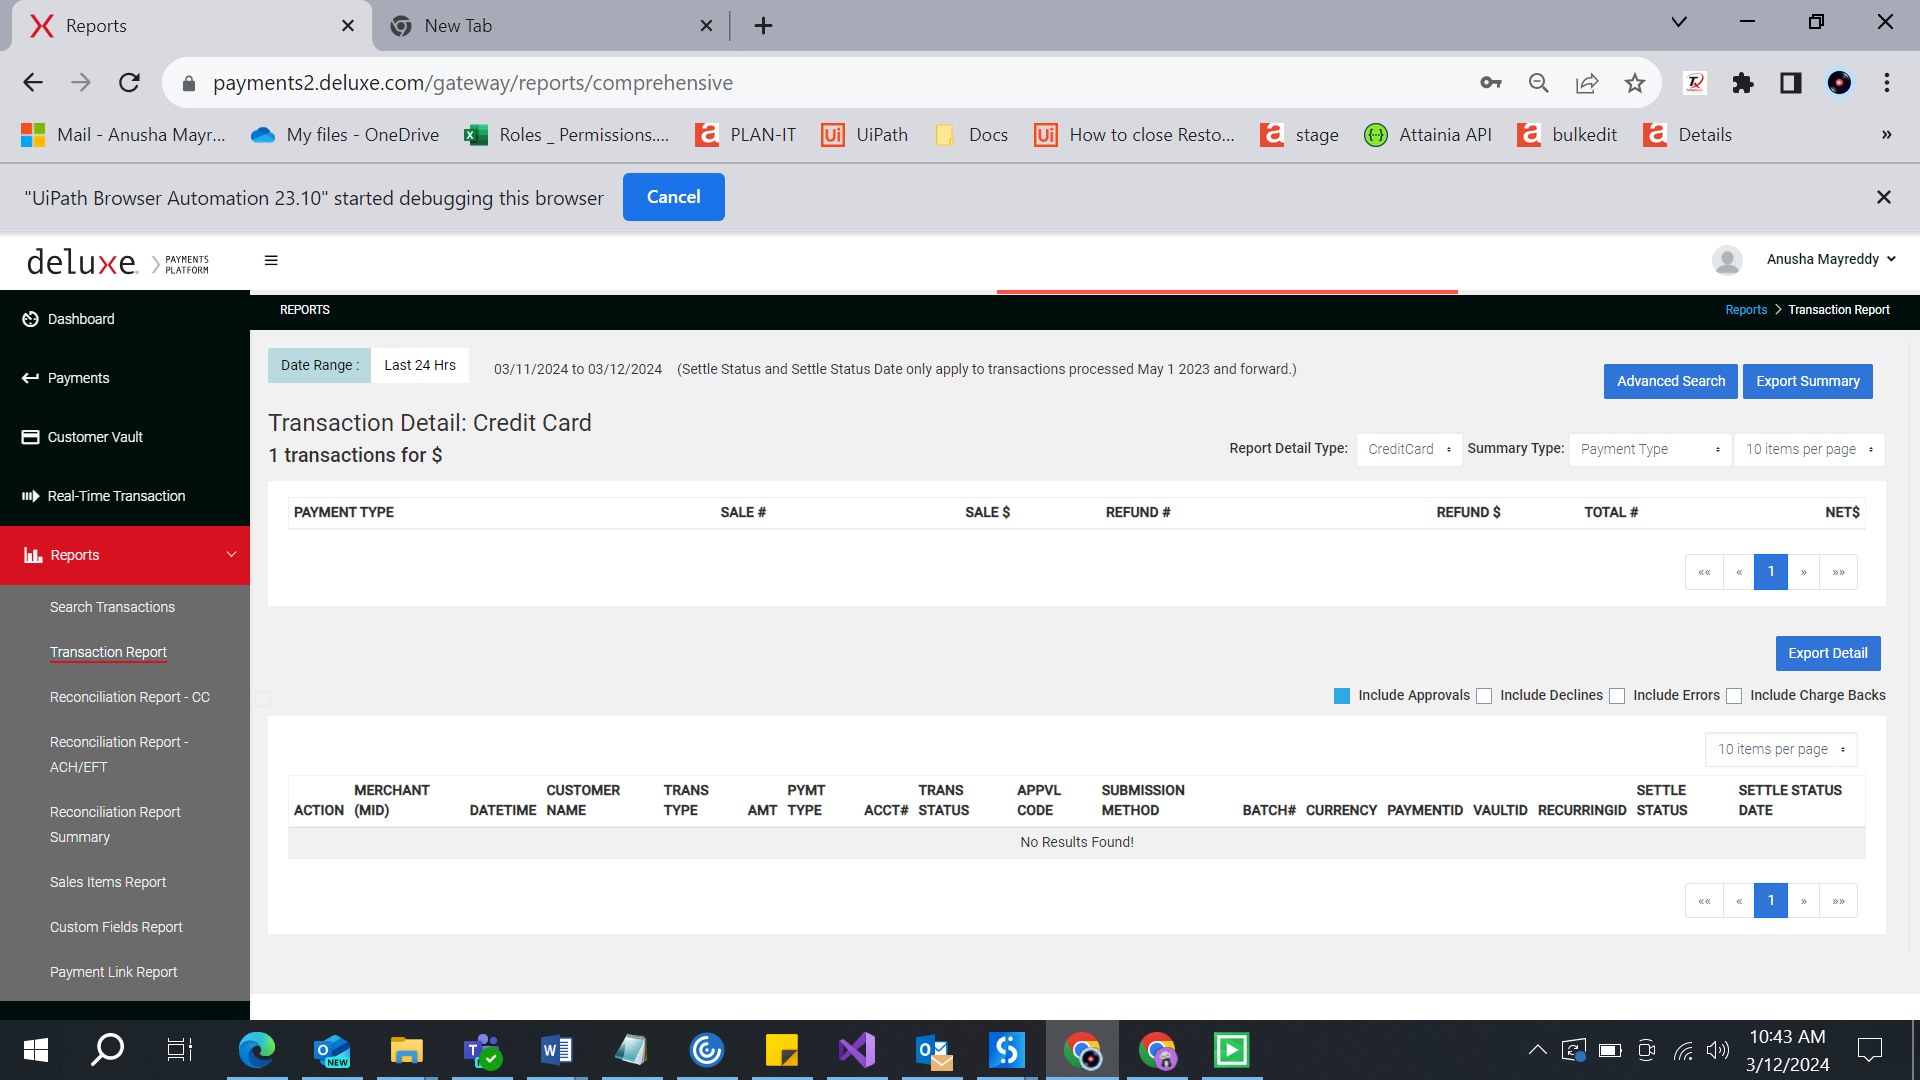 Reports
New Tab
payments2.deluxe.com/gateway/reports/comprehensive
Mail - Anusha Mayr...
My files - OneDrive
Roles _ Permissions....
PLAN-IT
UiPath
Docs
How to close Resto...
stage
Attainia API
bulkedit
Details
»
"UiPath Browser Automation 23.10" started debugging this browser
Cancel
deluxe. PAYMENTS PLATFORM
Anusha Mayreddy
Dashboard
Payments
Customer Vault
Real-Time Transaction
Reports
Search Transactions
Transaction Report
Reconciliation Report - CC
Reconciliation Report -
ACH/EFT
Reconciliation Report
Summary
Sales Items Report
Custom Fields Report
Payment Link Report
REPORTS
Reports > Transaction Report
Date Range : Last 24 Hrs 03/11/2024 to 03/12/2024 (Settle Status and Settle Status Date only apply to transactions processed May 1 2023 and forward.)
Advanced Search
Export Summary
Transaction Detail: Credit Card
1 transactions for $
Report Detail Type: CreditCard Summary Type: Payment Type 10 items per page
PAYMENT TYPE SALE # SALE $ REFUND # REFUND $ TOTAL # NET$
«« « 1 » »»
Export Detail
Include Approvals Include Declines Include Errors Include Charge Backs
10 items per page
ACTION MERCHANT (MID) DATETIME CUSTOMER NAME TRANS TYPE AMT PYMT TYPE ACCT# TRANS STATUS APPVL CODE SUBMISSION METHOD BATCH# CURRENCY PAYMENTID VAULTID RECURRINGID SETTLE STATUS SETTLE STATUS DATE
No Results Found!
«« « 1 » »»
NEW
10:43 AM
3/12/2024